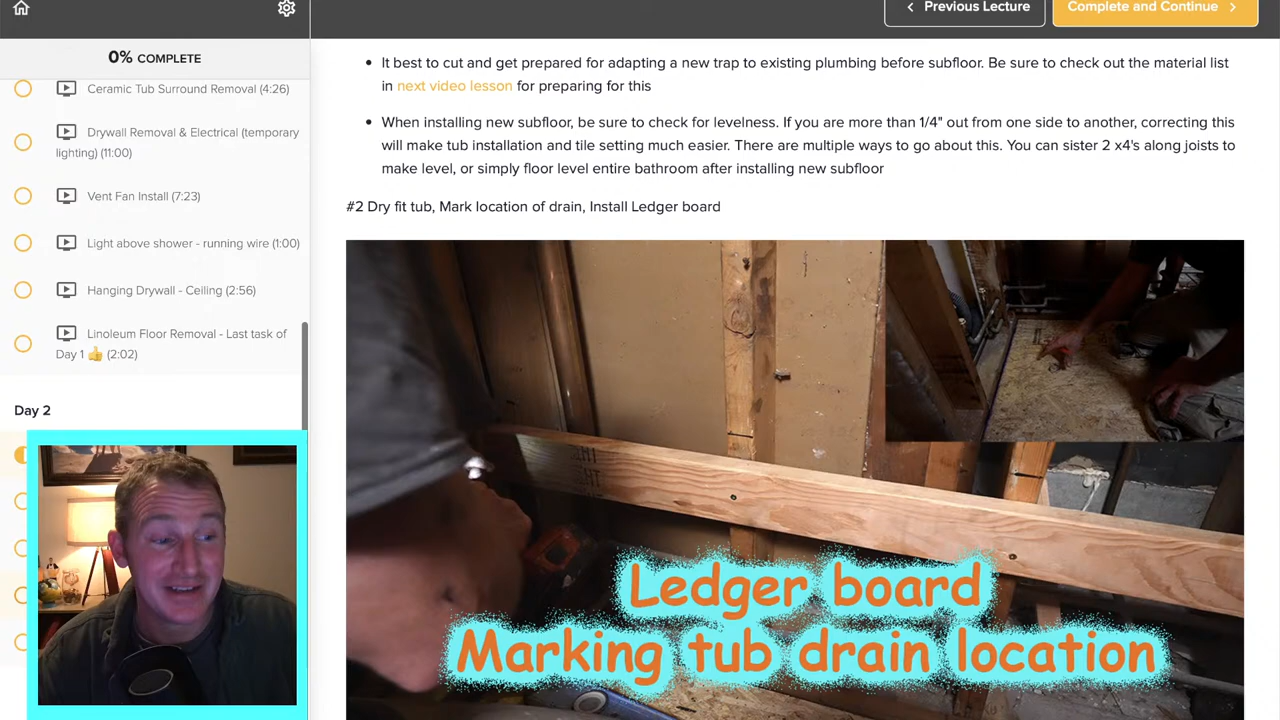 Previous Lecture
Complete and Continue
0% COMPLETE
Ceramic Tub Surround Removal (4:26)
Drywall Removal & Electrical (temporary
lighting) (11:00)
Vent Fan Install (7:23)
Light above shower - running wire (1:00)
Hanging Drywall - Ceiling (2:56)
Linoleum Floor Removal - Last task of
Day 1 👍 (2:02)
Day 2
It best to cut and get prepared for adapting a new trap to existing plumbing before subfloor. Be sure to check out the material list
in next video lesson for preparing for this
When installing new subfloor, be sure to check for levelness. If you are more than 1/4" out from one side to another, correcting this
will make tub installation and tile setting much easier. There are multiple ways to go about this. You can sister 2 x4's along joists to
make level, or simply floor level entire bathroom after installing new subfloor
#2 Dry fit tub, Mark location of drain, Install Ledger board
Ledger board
Marking tub drain location